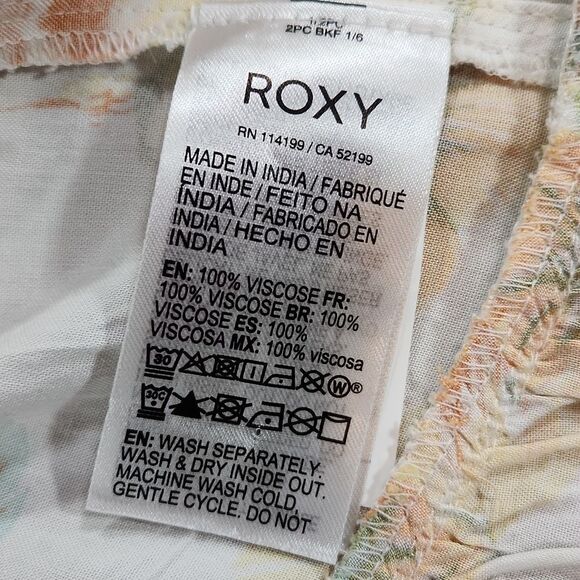 2PC BKF 1/6
ROXY
RN 114199 / CA 52199
MADE IN INDIA / FABRIQUÉ
EN INDE / FEITO NA
ÍNDIA / FABRICADO EN
INDIA / HECHO EN
INDIA
EN: 100% VISCOSE FR:
100% VISCOSE BR: 100%
VISCOSE ES: 100%
VISCOSA MX: 100% viscosa
30 W ®
30C
EN: WASH SEPARATELY.
WASH & DRY INSIDE OUT.
MACHINE WASH COLD,
GENTLE CYCLE. DO NOT